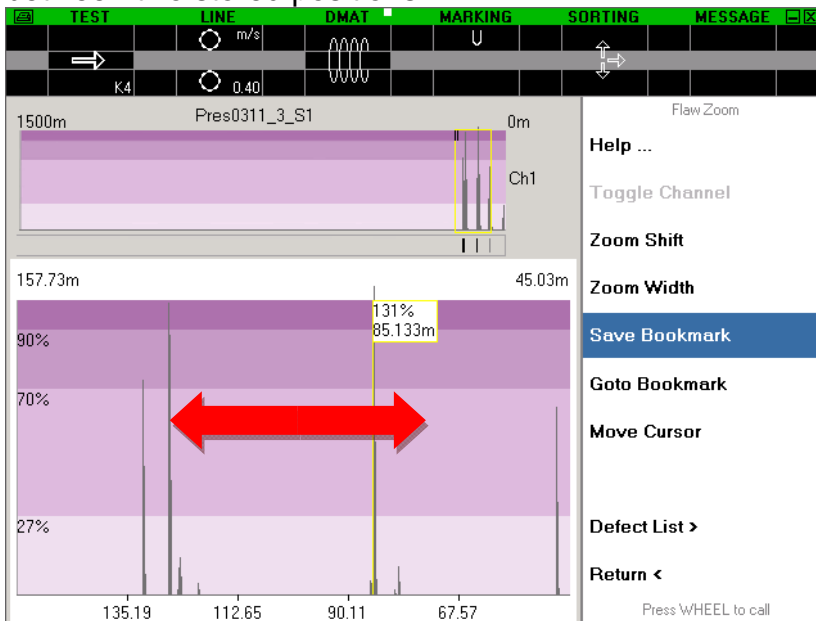 TEST LINE DMAT MARKING SORTING MESSAGE
m/s U
K4 0.40
1500m Pres0311_3_S1 0m
Ch1
157.73m 45.03m
131%
85.133m
90%
70%
27%
135.19 112.65 90.11 67.57
Flaw Zoom
Help ...
Toggle Channel
Zoom Shift
Zoom Width
Save Bookmark
Goto Bookmark
Move Cursor
Defect List >
Return <
Press WHEEL to call